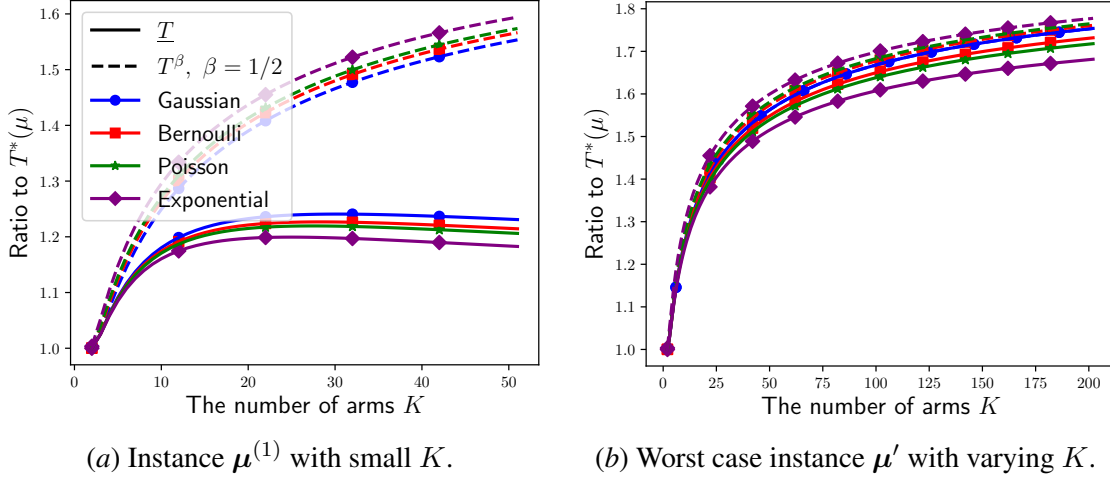 1.6
1.5
1.4
1.3
1.2
1.1
1.0
Ratio to T*(μ)
T
T^β, β = 1/2
Gaussian
Bernoulli
Poisson
Exponential
0 10 20 30 40 50
The number of arms K
(a) Instance μ^(1) with small K.
1.8
1.7
1.6
1.5
1.4
1.3
1.2
1.1
1.0
Ratio to T*(μ)
0 25 50 75 100 125 150 175 200
The number of arms K
(b) Worst case instance μ′ with varying K.